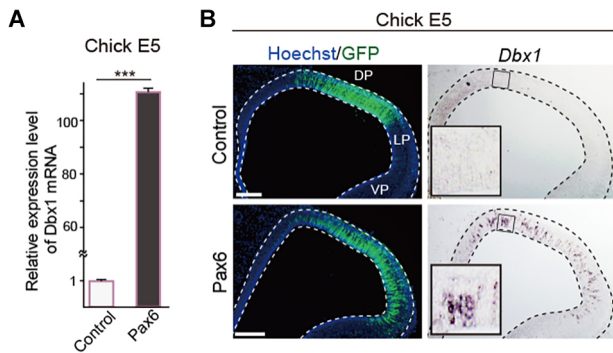 A
Chick E5
***
Relative expression level
of Dbx1 mRNA
100
80
60
1
Control
Pax6
B
Chick E5
Hoechst/GFP
Dbx1
Control
DP
LP
VP
Pax6